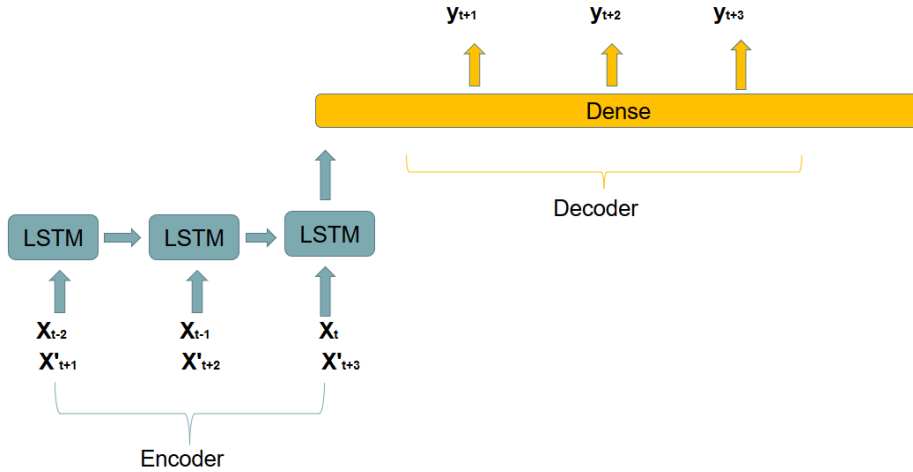 yt+1 yt+2 yt+3
Dense
Decoder
LSTM LSTM LSTM
Xt-2 Xt-1 Xt
X't+1 X't+2 X't+3
Encoder